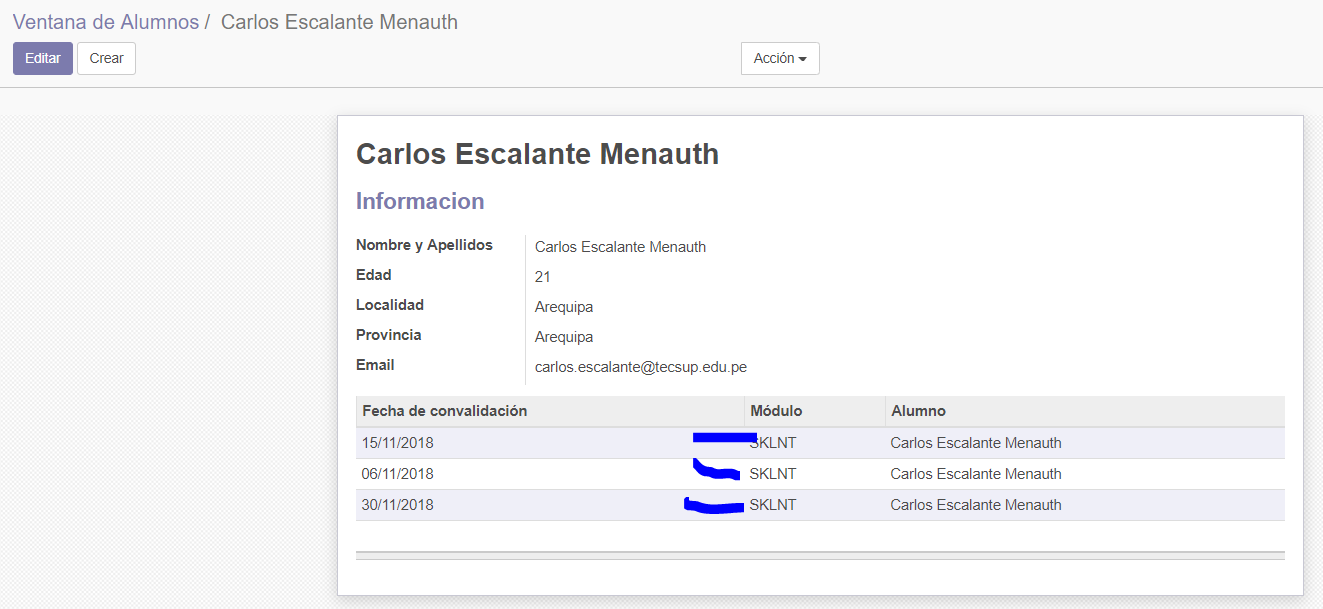 Ventana de Alumnos / Carlos Escalante Menauth
Editar Crear Acción
Carlos Escalante Menauth
Informacion
Nombre y Apellidos Carlos Escalante Menauth
Edad 21
Localidad Arequipa
Provincia Arequipa
Email carlos.escalante@tecsup.edu.pe
Fecha de convalidación Módulo Alumno
15/11/2018 SKLNT Carlos Escalante Menauth
06/11/2018 SKLNT Carlos Escalante Menauth
30/11/2018 SKLNT Carlos Escalante Menauth